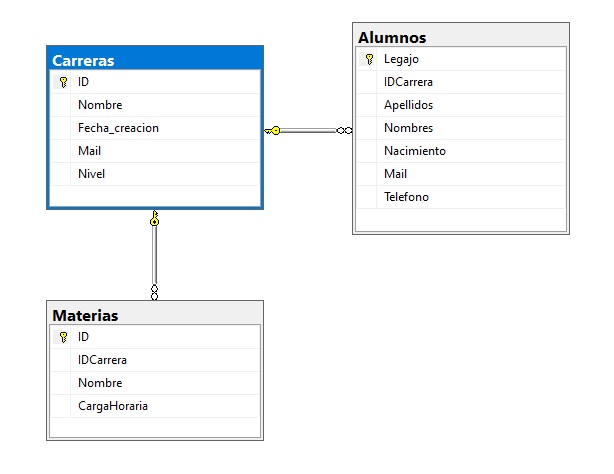 Carreras
ID
Nombre
Fecha_creacion
Mail
Nivel
Alumnos
Legajo
IDCarrera
Apellidos
Nombres
Nacimiento
Mail
Telefono
Materias
ID
IDCarrera
Nombre
CargaHoraria